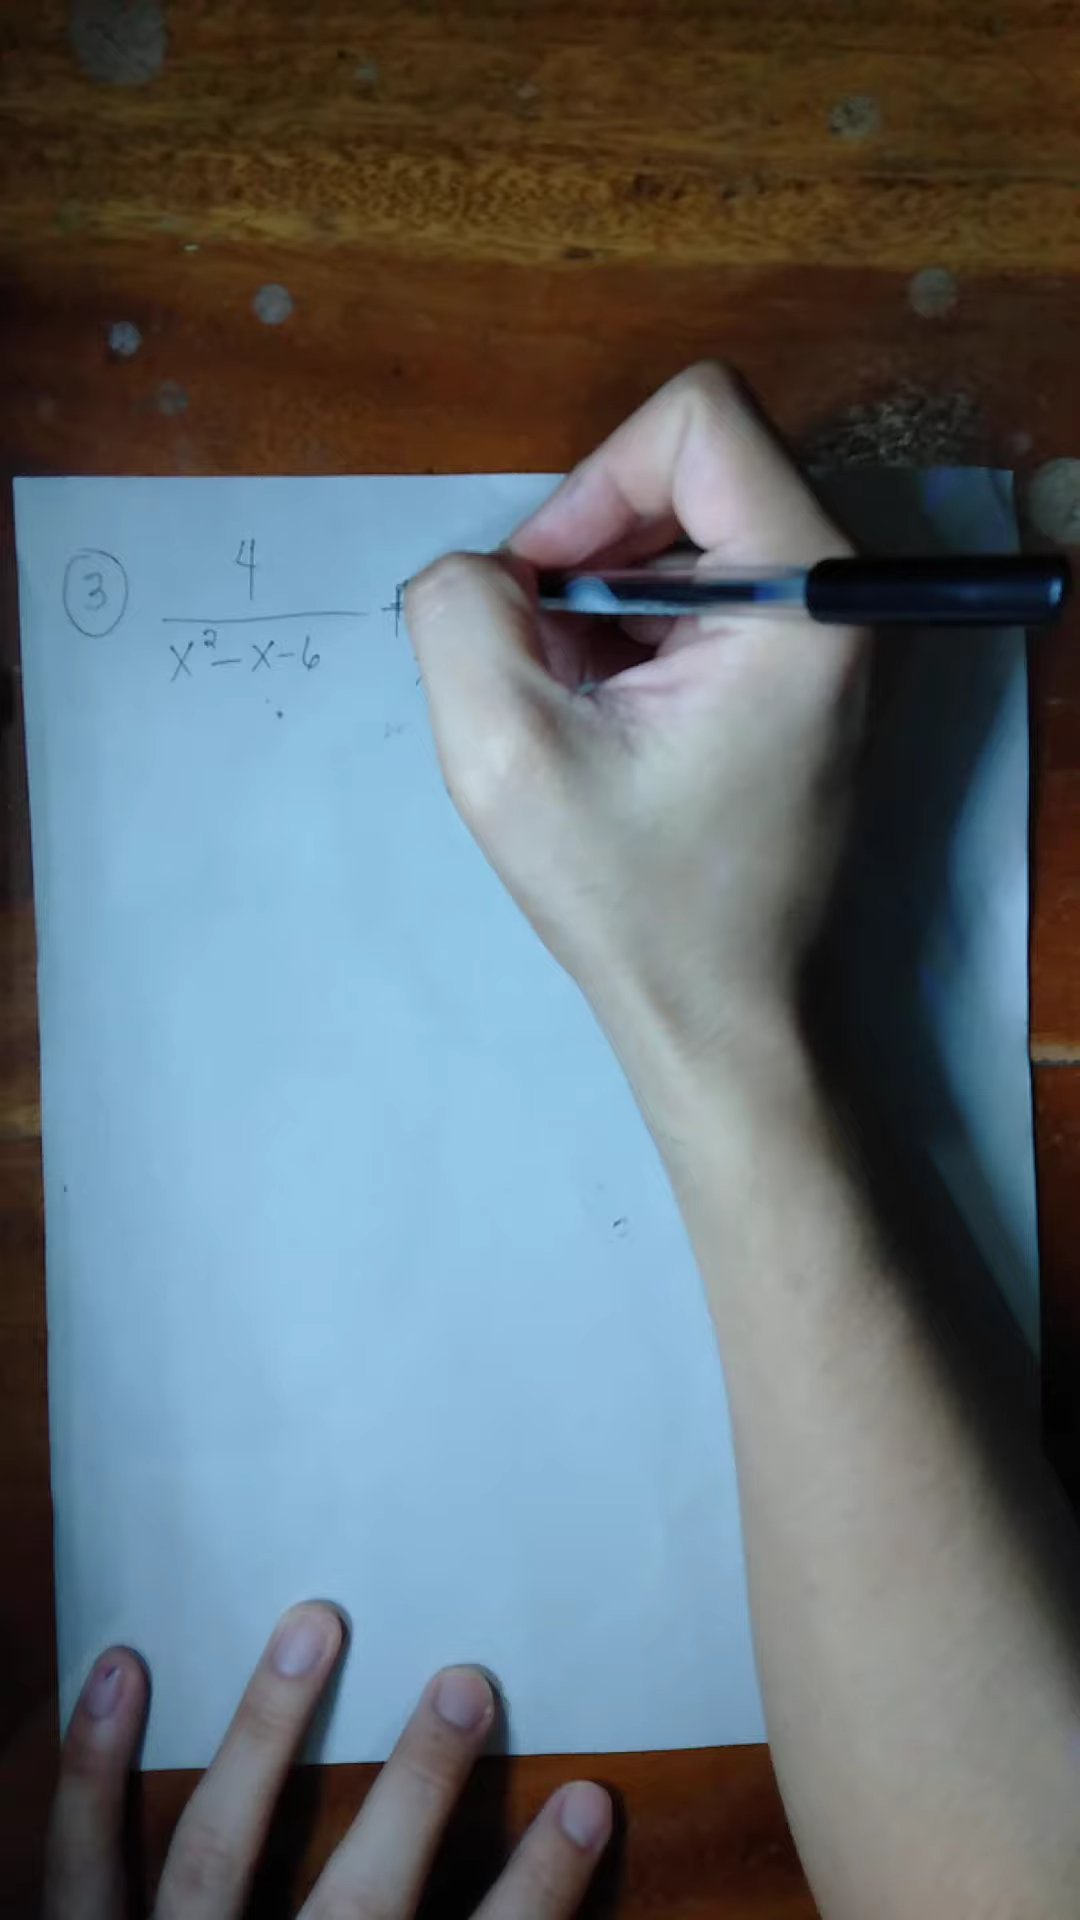 ③ 4
x² - x - 6 +